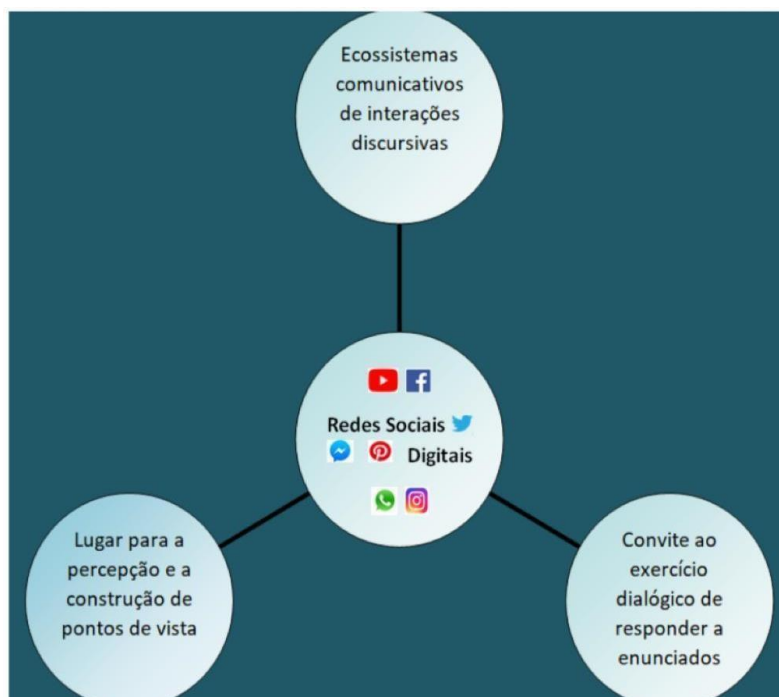 Ecossistemas
comunicativos
de interações
discursivas
Redes Sociais
Digitais
Lugar para a
percepção e a
construção de
pontos de vista
Convite ao
exercício
dialógico de
responder a
enunciados